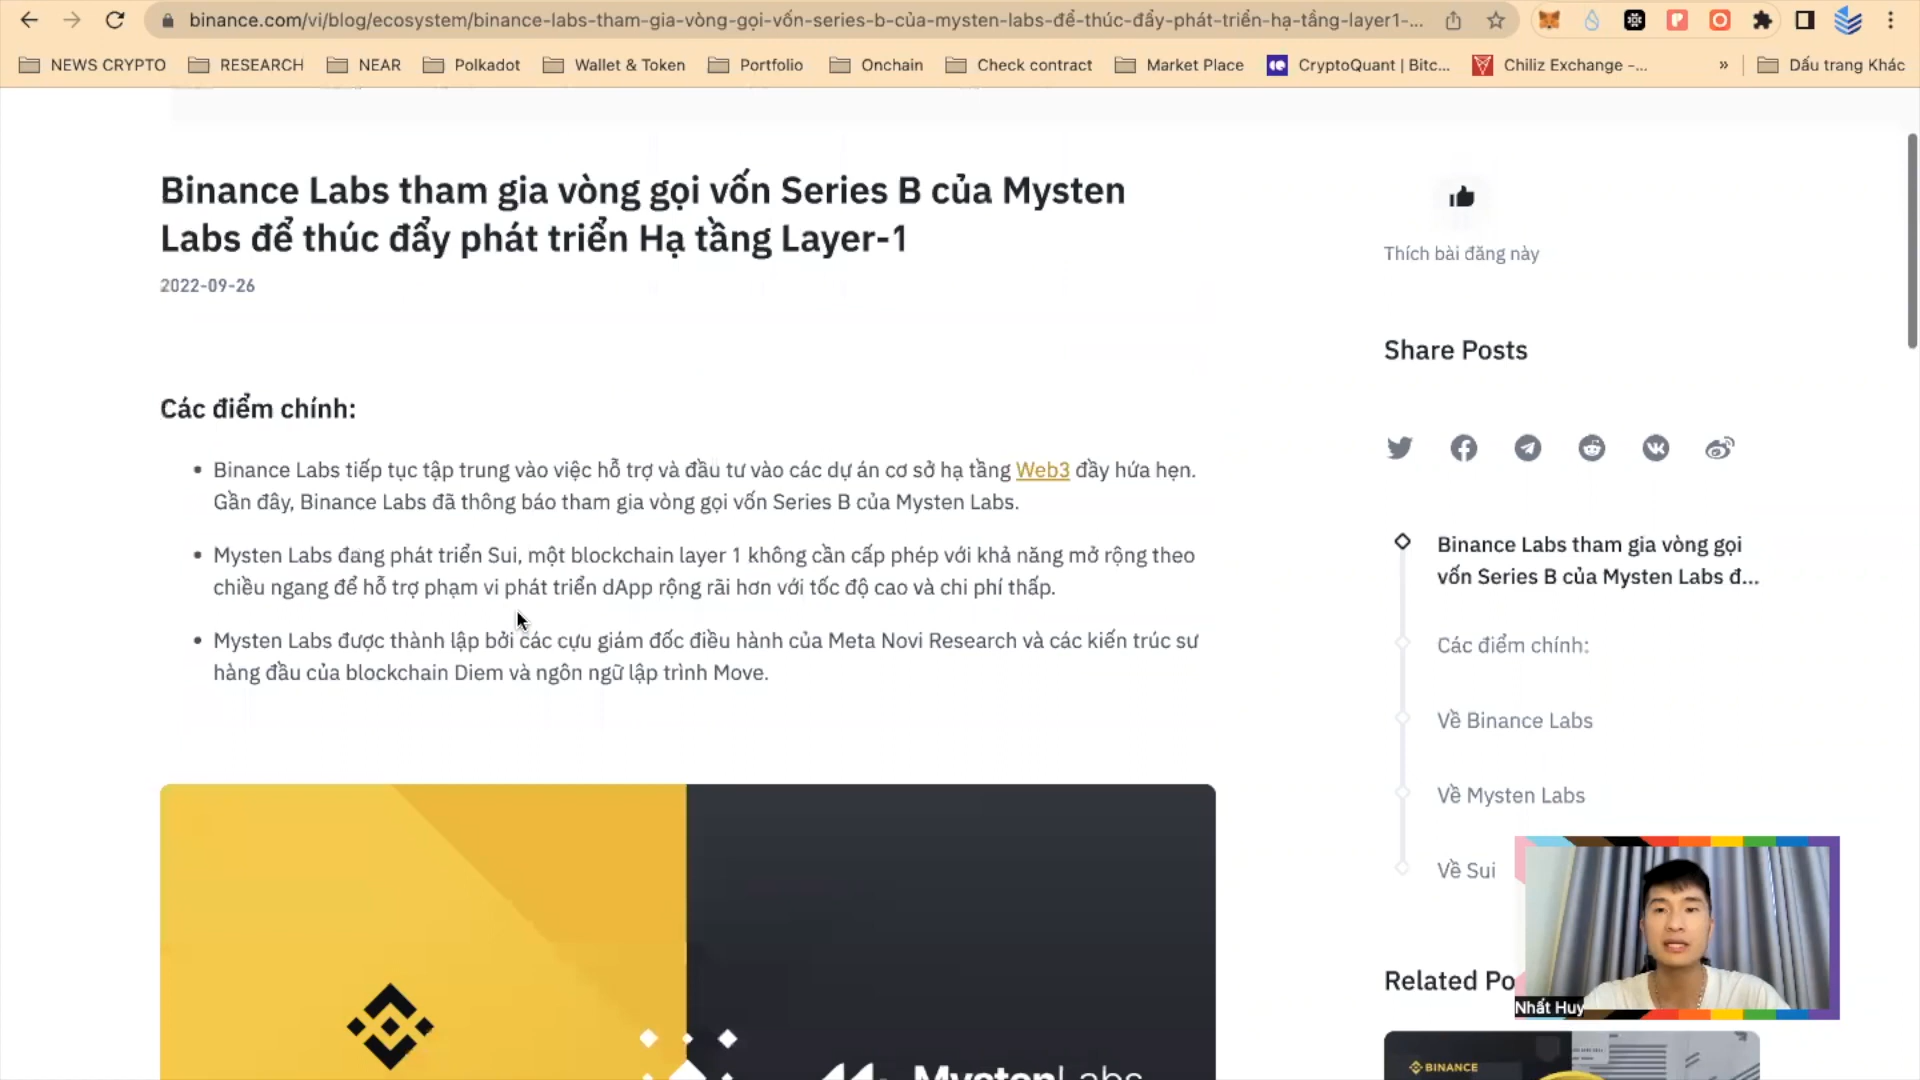 binance.com/vi/blog/ecosystem/binance-labs-tham-gia-vòng-gọi-vốn-series-b-của-mysten-labs-để-thúc-đẩy-phát-triển-hạ-tầng-layer1-...
NEWS CRYPTO RESEARCH NEAR Polkadot Wallet & Token Portfolio Onchain Check contract Market Place CryptoQuant | Bitc... Chiliz Exchange -... » Dấu trang Khác
Binance Labs tham gia vòng gọi vốn Series B của Mysten
Labs để thúc đẩy phát triển Hạ tầng Layer-1
2022-09-26
Các điểm chính:
• Binance Labs tiếp tục tập trung vào việc hỗ trợ và đầu tư vào các dự án cơ sở hạ tầng Web3 đầy hứa hẹn.
Gần đây, Binance Labs đã thông báo tham gia vòng gọi vốn Series B của Mysten Labs.
• Mysten Labs đang phát triển Sui, một blockchain layer 1 không cần cấp phép với khả năng mở rộng theo
chiều ngang để hỗ trợ phạm vi phát triển dApp rộng rãi hơn với tốc độ cao và chi phí thấp.
• Mysten Labs được thành lập bởi các cựu giám đốc điều hành của Meta Novi Research và các kiến trúc sư
hàng đầu của blockchain Diem và ngôn ngữ lập trình Move.
MystenLabs
Thích bài đăng này
Share Posts
Binance Labs tham gia vòng gọi
vốn Series B của Mysten Labs đ...
Các điểm chính:
Về Binance Labs
Về Mysten Labs
Về Sui
Related Po
Nhất Huy
BINANCE